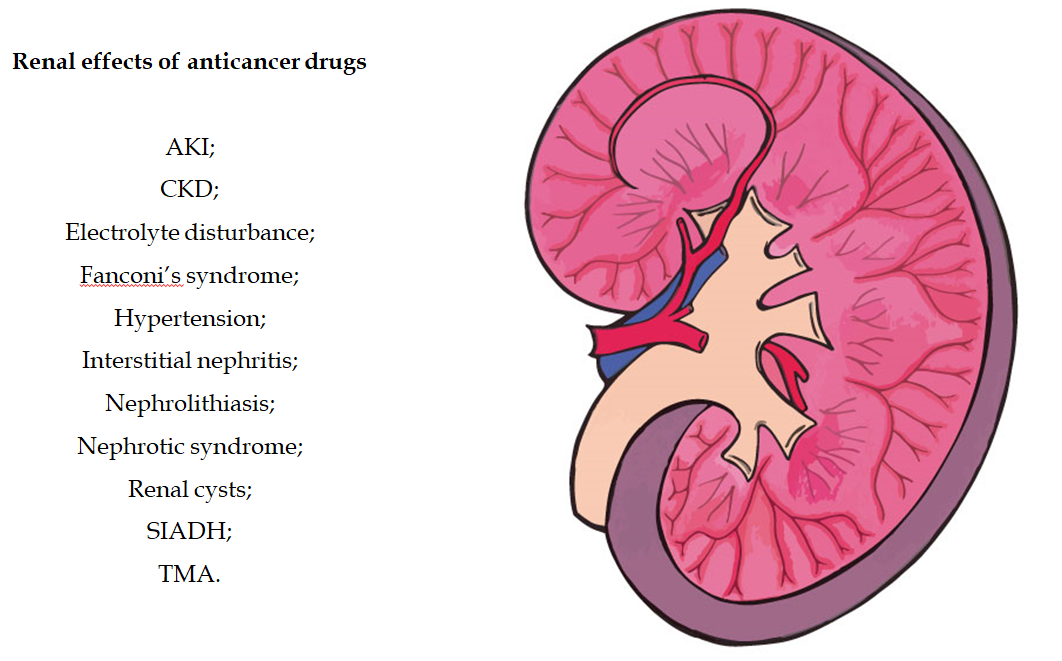 Renal effects of anticancer drugs
AKI;
CKD;
Electrolyte disturbance;
Fanconi’s syndrome;
Hypertension;
Interstitial nephritis;
Nephrolithiasis;
Nephrotic syndrome;
Renal cysts;
SIADH;
TMA.